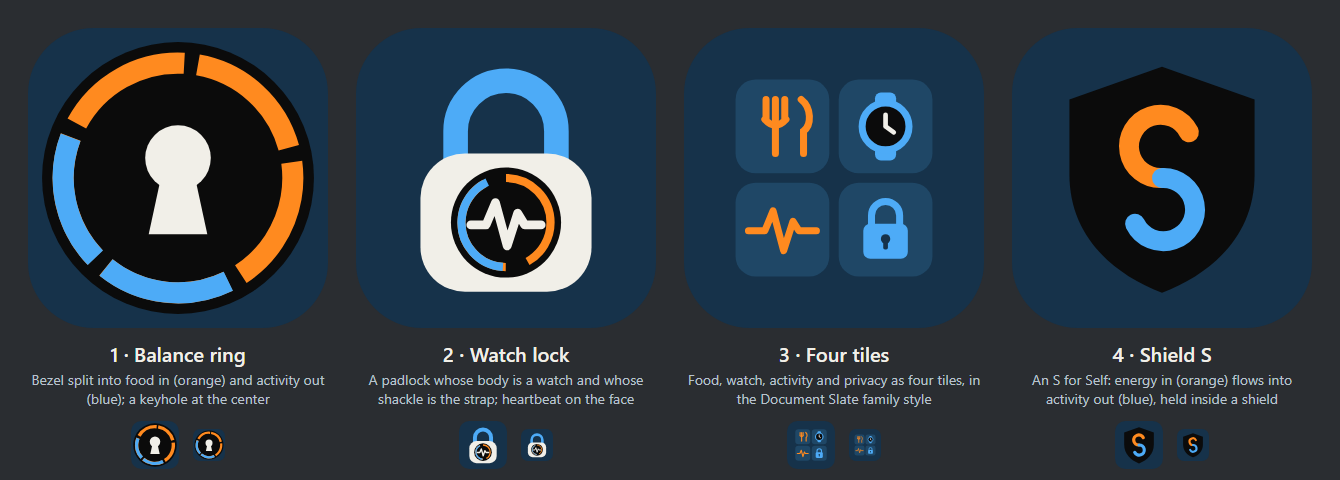 1 · Balance ring
Bezel split into food in (orange) and activity out
(blue); a keyhole at the center
2 · Watch lock
A padlock whose body is a watch and whose
shackle is the strap; heartbeat on the face
3 · Four tiles
Food, watch, activity and privacy as four tiles, in
the Document Slate family style
4 · Shield S
An S for Self: energy in (orange) flows into
activity out (blue), held inside a shield